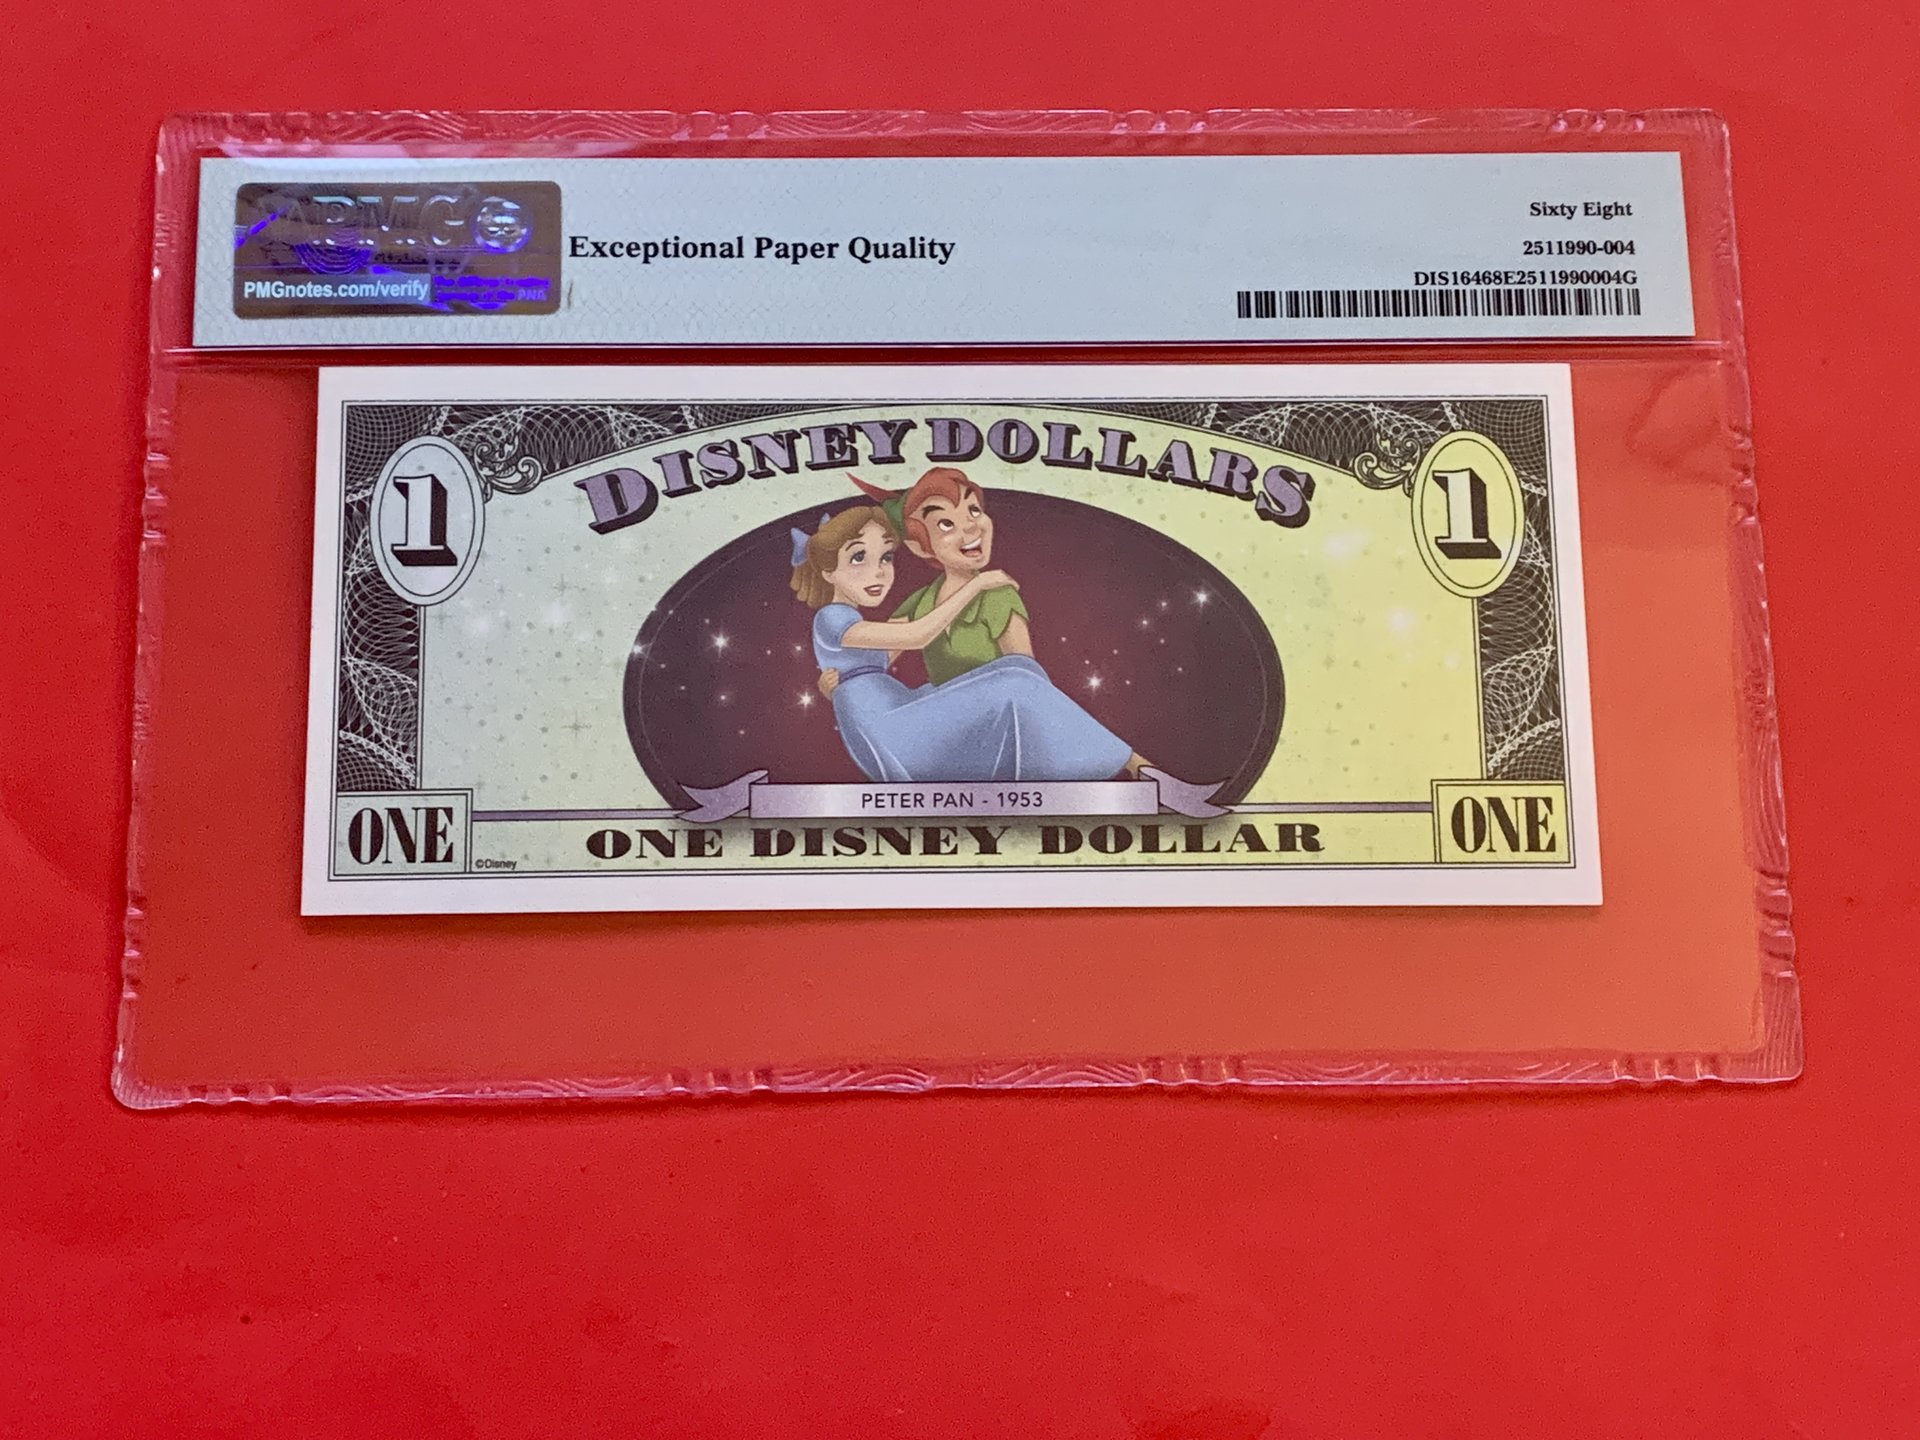 PMG
PMGnotes.com/verify
Exceptional Paper Quality
Sixty Eight
2511990-004
DIS16468E2511990004G
1
DISNEY DOLLARS
1
PETER PAN - 1953
ONE
©Disney
ONE DISNEY DOLLAR
ONE